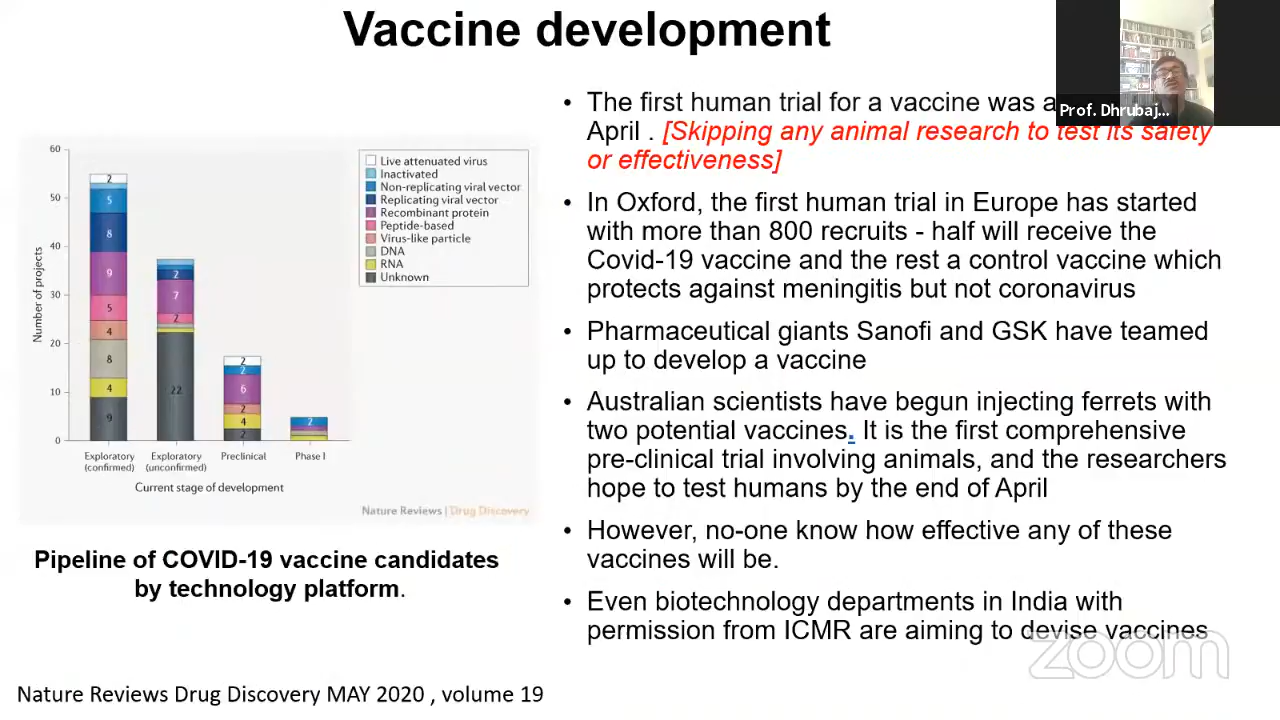 Vaccine development
Prof. Dhrubaj...
• The first human trial for a vaccine was a
April . [Skipping any animal research to test its safety
or effectiveness]
• In Oxford, the first human trial in Europe has started
with more than 800 recruits - half will receive the
Covid-19 vaccine and the rest a control vaccine which
protects against meningitis but not coronavirus
• Pharmaceutical giants Sanofi and GSK have teamed
up to develop a vaccine
• Australian scientists have begun injecting ferrets with
two potential vaccines. It is the first comprehensive
pre-clinical trial involving animals, and the researchers
hope to test humans by the end of April
• However, no-one know how effective any of these
vaccines will be.
• Even biotechnology departments in India with
permission from ICMR are aiming to devise vaccines
zoom
Number of projects
60
50
40
30
20
10
0
2
5
8
9
5
4
8
4
9
2
7
2
22
2
2
6
2
4
2
2
Exploratory
(confirmed)
Exploratory
(unconfirmed)
Preclinical
Phase I
Current stage of development
Live attenuated virus
Inactivated
Non-replicating viral vector
Replicating viral vector
Recombinant protein
Peptide-based
Virus-like particle
DNA
RNA
Unknown
Nature Reviews | Drug Discovery
Pipeline of COVID-19 vaccine candidates
by technology platform.
Nature Reviews Drug Discovery MAY 2020 , volume 19